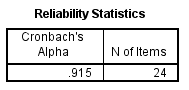 Reliability Statistics
Cronbach's
Alpha N of Items
.915 24